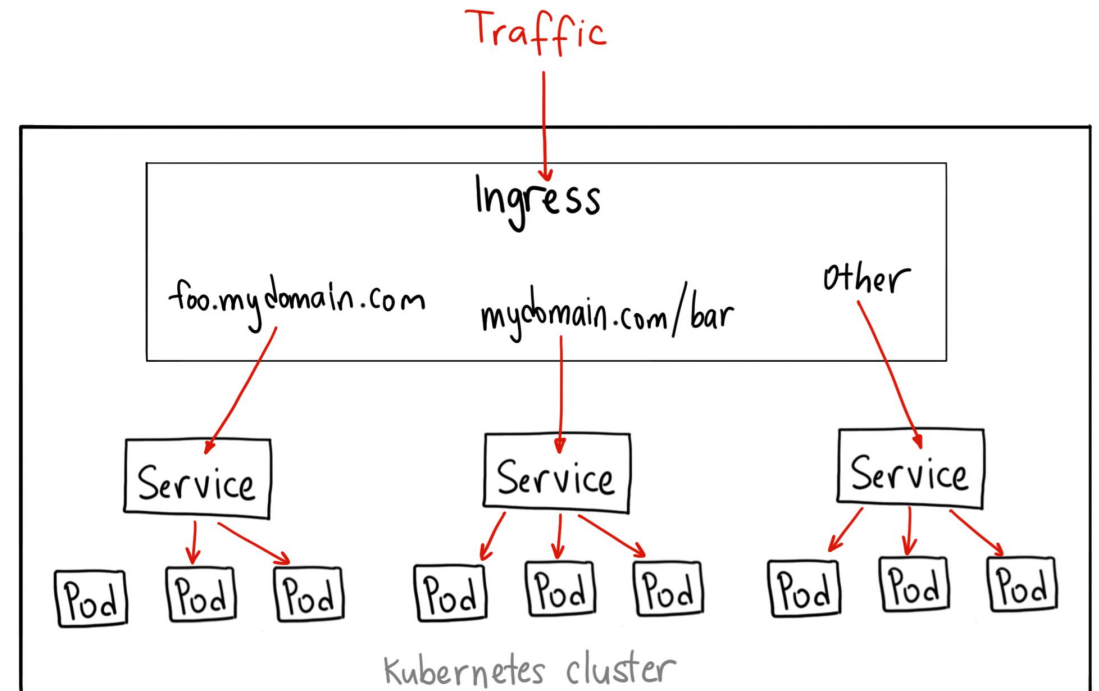 Traffic
Ingress
foo.mydomain.com
mydomain.com/bar
other
Service
Service
Service
Pod
Pod
Pod
Pod
Pod
Pod
Pod
Pod
Pod
Kubernetes cluster